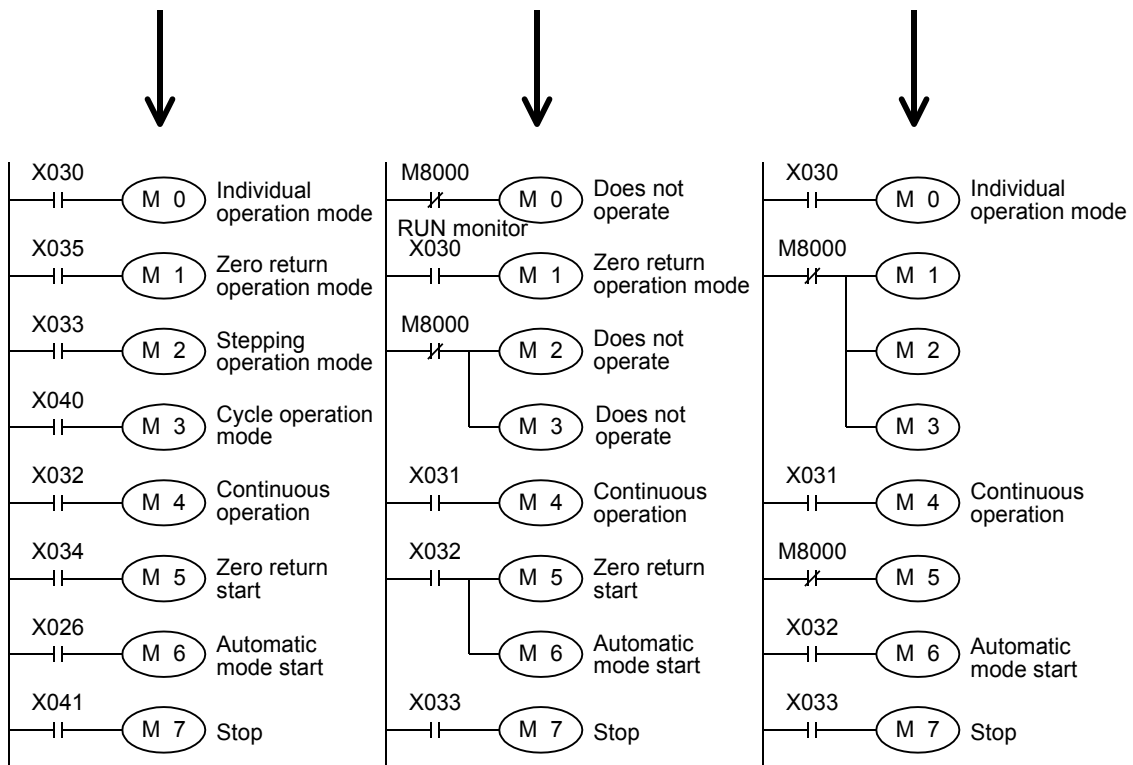 X030
M 0
Individual
operation mode
X035
M 1
Zero return
operation mode
X033
M 2
Stepping
operation mode
X040
M 3
Cycle operation
mode
X032
M 4
Continuous
operation
X034
M 5
Zero return
start
X026
M 6
Automatic
mode start
X041
M 7
Stop
M8000
M 0
Does not
operate
RUN monitor
X030
M 1
Zero return
operation mode
M8000
M 2
Does not
operate
M 3
Does not
operate
X031
M 4
Continuous
operation
X032
M 5
Zero return
start
M 6
Automatic
mode start
X033
M 7
Stop
X030
M 0
Individual
operation mode
M8000
M 1
M 2
M 3
X031
M 4
Continuous
operation
M8000
M 5
X032
M 6
Automatic
mode start
X033
M 7
Stop